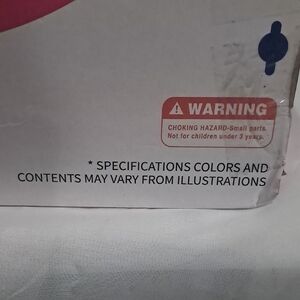 WARNING
CHOKING HAZARD-Small parts.
Not for children under 3 years.
* SPECIFICATIONS COLORS AND
CONTENTS MAY VARY FROM ILLUSTRATIONS